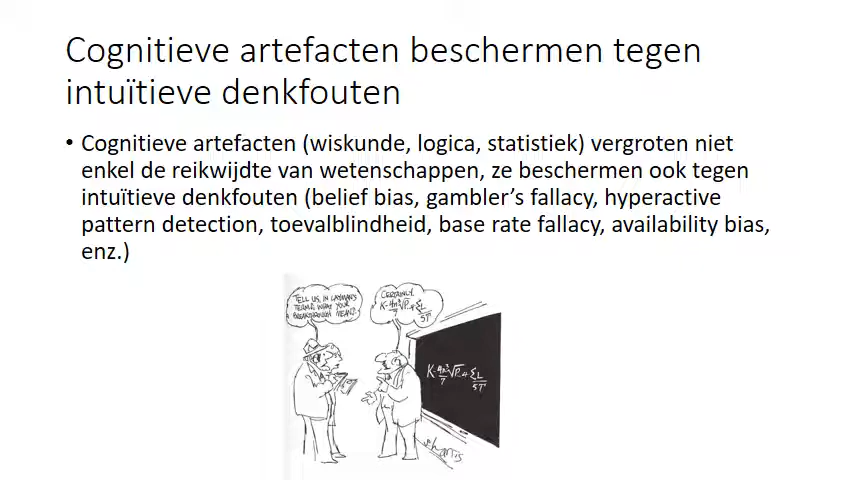 Cognitieve artefacten beschermen tegen
intuïtieve denkfouten
• Cognitieve artefacten (wiskunde, logica, statistiek) vergroten niet
enkel de reikwijdte van wetenschappen, ze beschermen ook tegen
intuïtieve denkfouten (belief bias, gambler’s fallacy, hyperactive
pattern detection, toevalblindheid, base rate fallacy, availability bias,
enz.)
TELL US, IN LAYMAN'S
TERMS, WHAT YOUR
BREAKTHROUGH MEANS.
CERTAINLY.